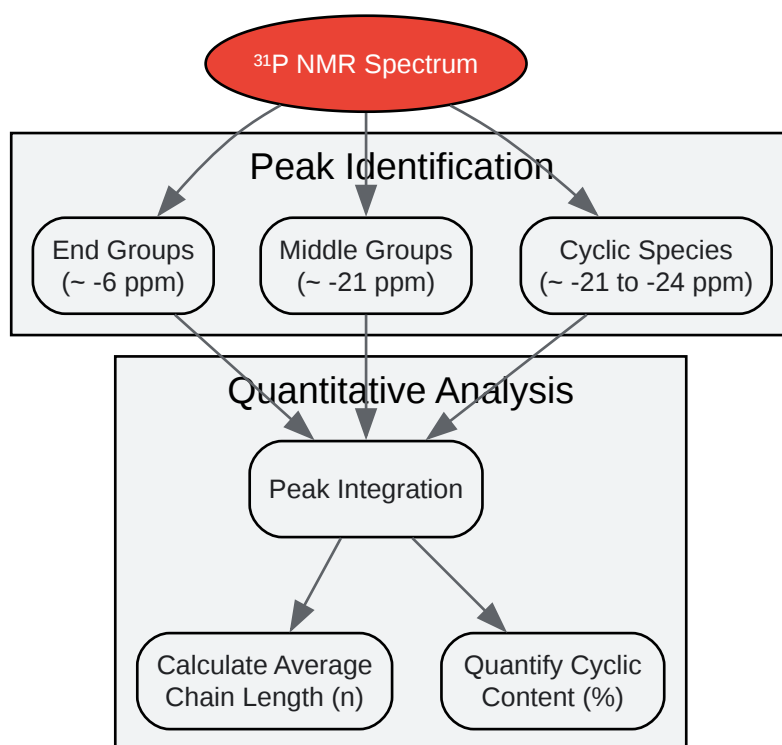 ³¹P NMR Spectrum
Peak Identification
End Groups
(~ -6 ppm)
Middle Groups
(~ -21 ppm)
Cyclic Species
(~ -21 to -24 ppm)
Quantitative Analysis
Peak Integration
Calculate Average
Chain Length (n)
Quantify Cyclic
Content (%)